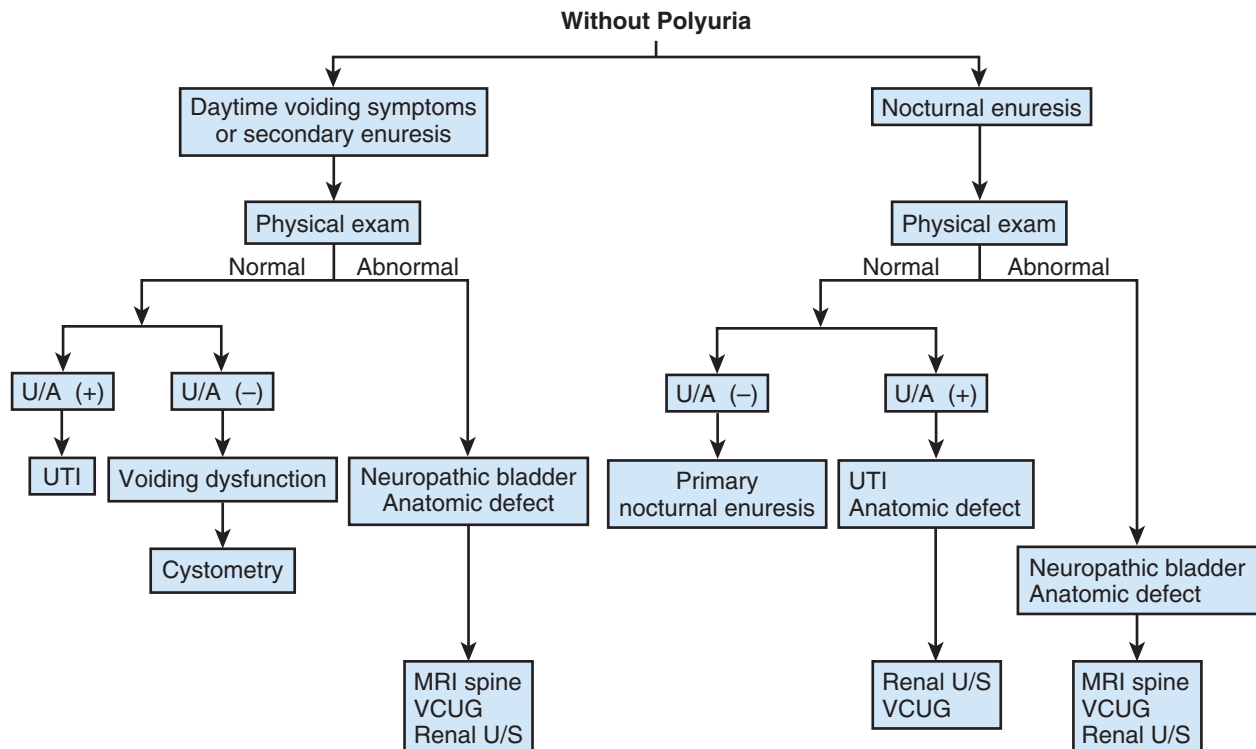 Without Polyuria
Daytime voiding symptoms
or secondary enuresis
Nocturnal enuresis
Physical exam
Physical exam
Normal
Abnormal
Normal
Abnormal
U/A (+)
U/A (–)
U/A (–)
U/A (+)
UTI
Voiding dysfunction
Neuropathic bladder
Anatomic defect
Primary
nocturnal enuresis
UTI
Anatomic defect
Cystometry
Neuropathic bladder
Anatomic defect
MRI spine
VCUG
Renal U/S
Renal U/S
VCUG
MRI spine
VCUG
Renal U/S